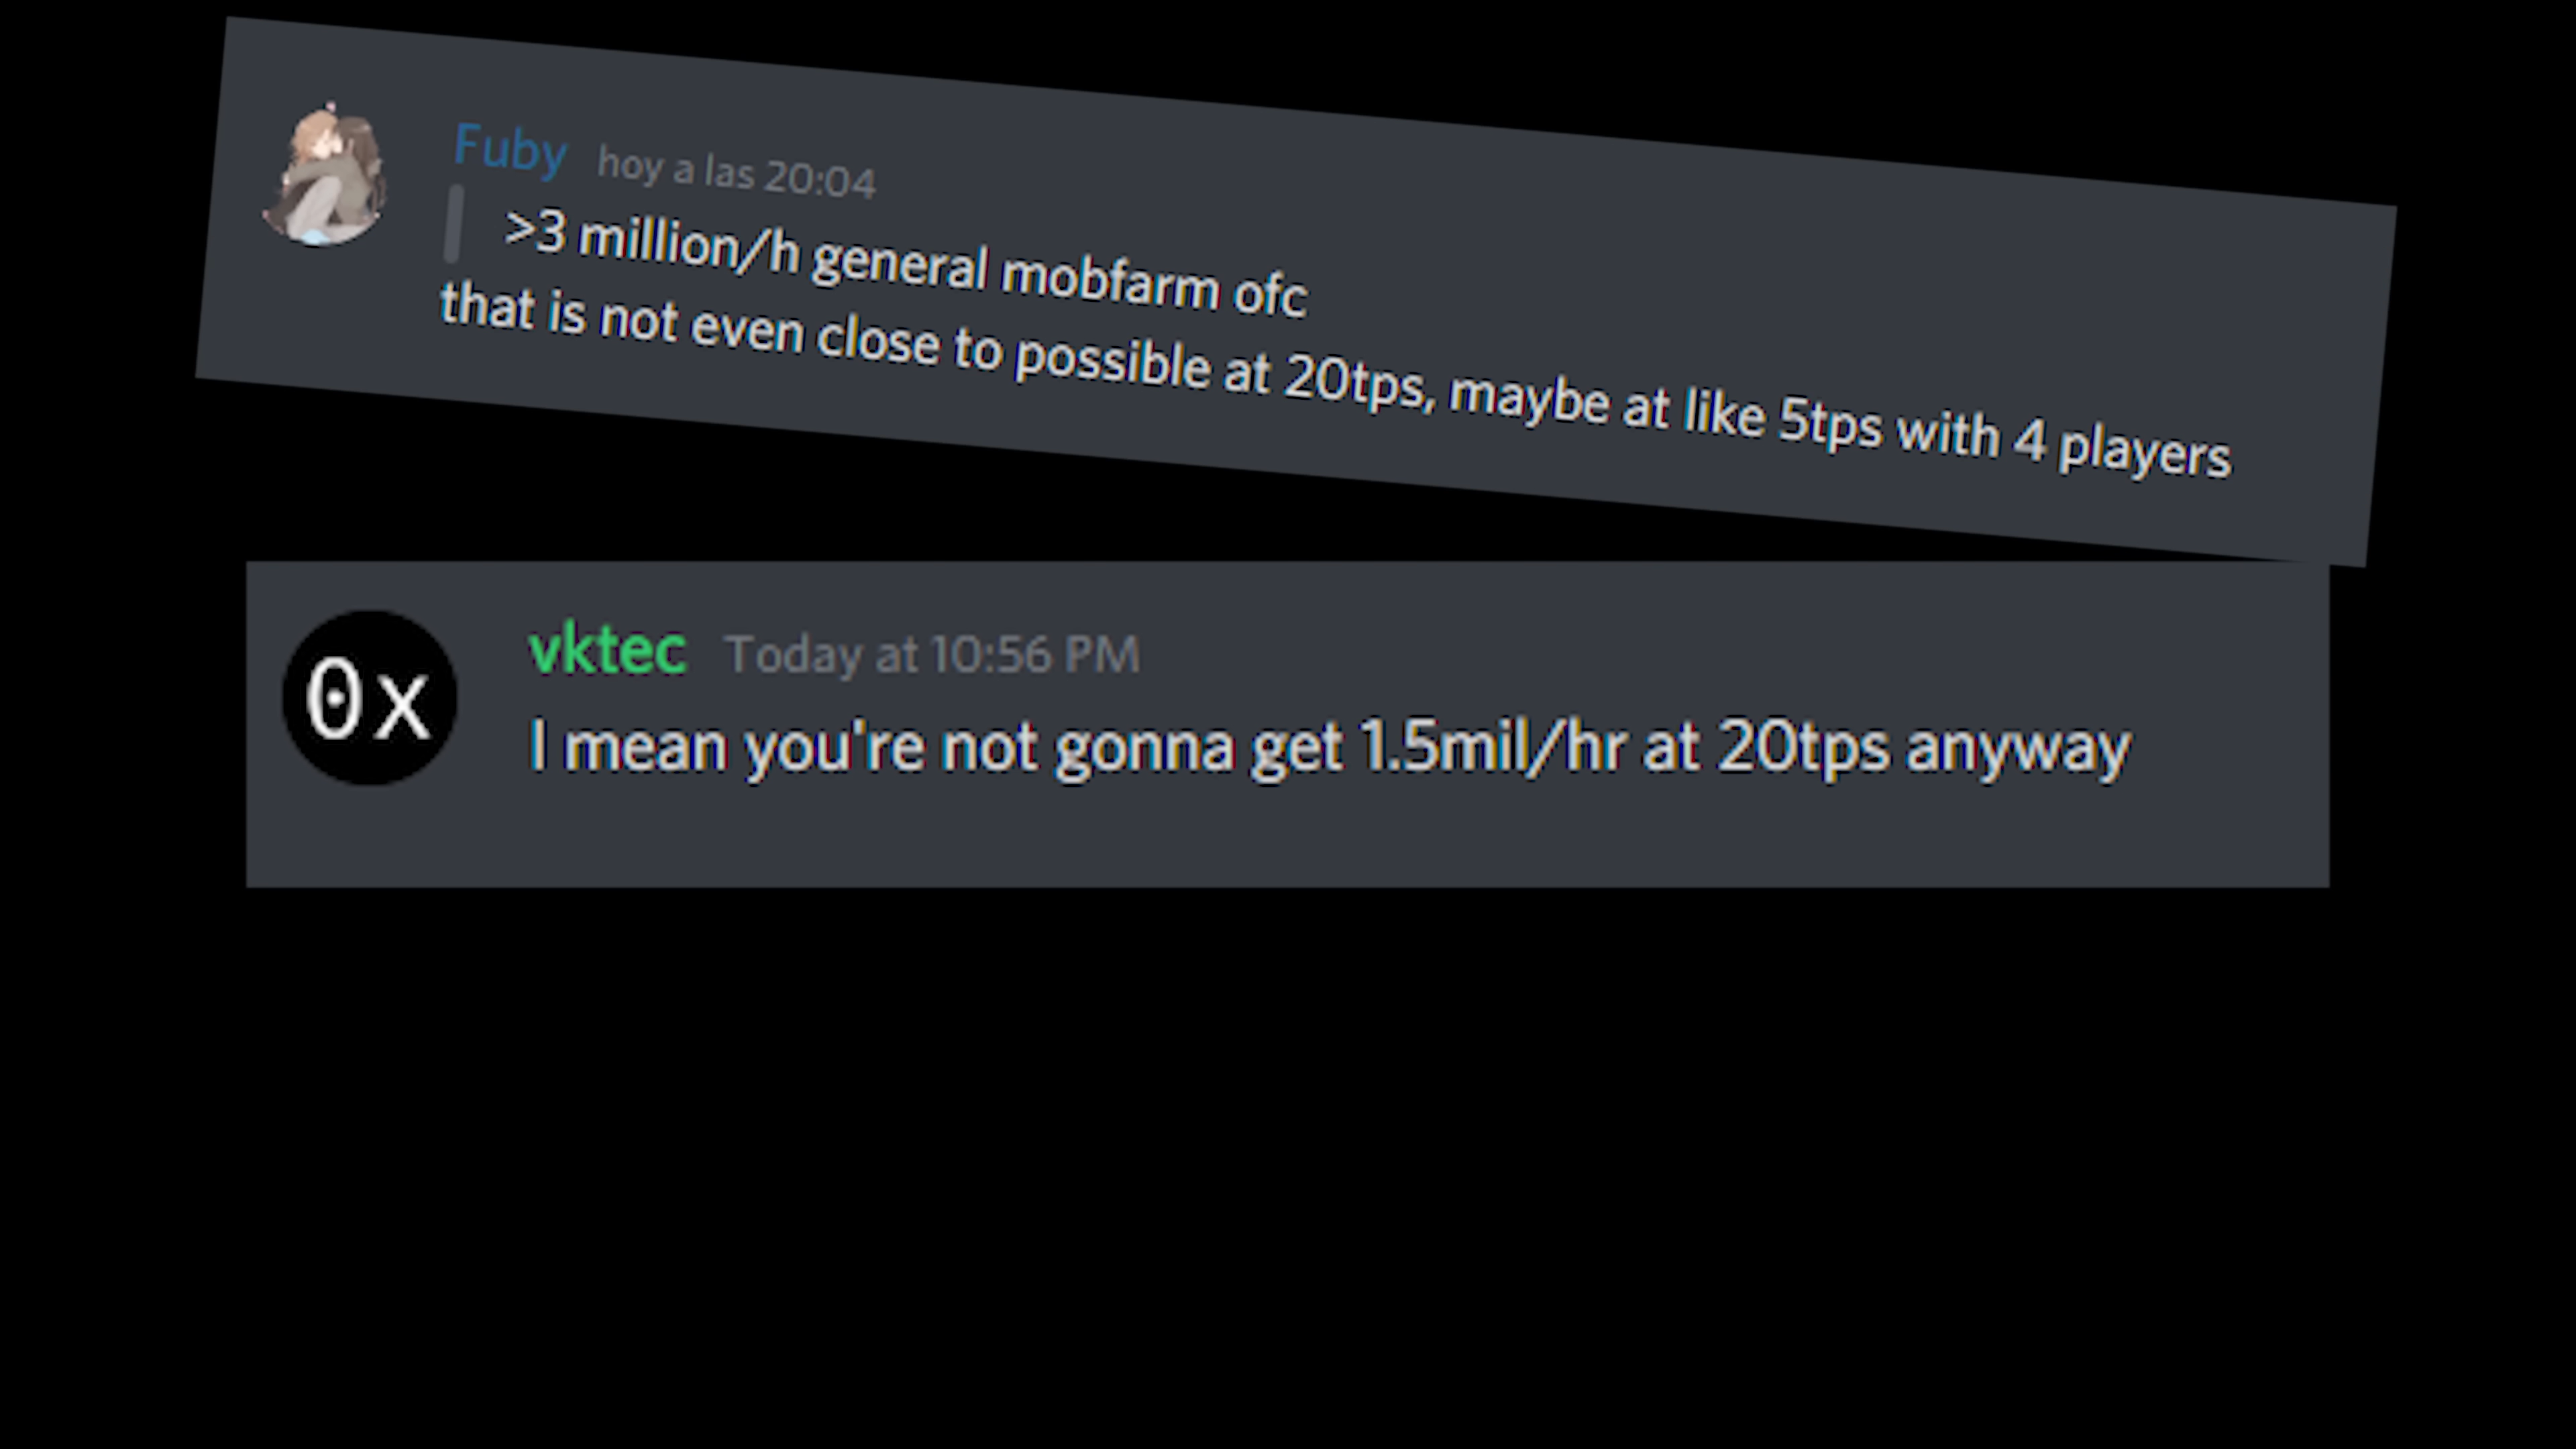 Fuby hoy a las 20:04
>3 million/h general mobfarm ofc
that is not even close to possible at 20tps, maybe at like 5tps with 4 players
0x
vktec Today at 10:56 PM
I mean you're not gonna get 1.5mil/hr at 20tps anyway